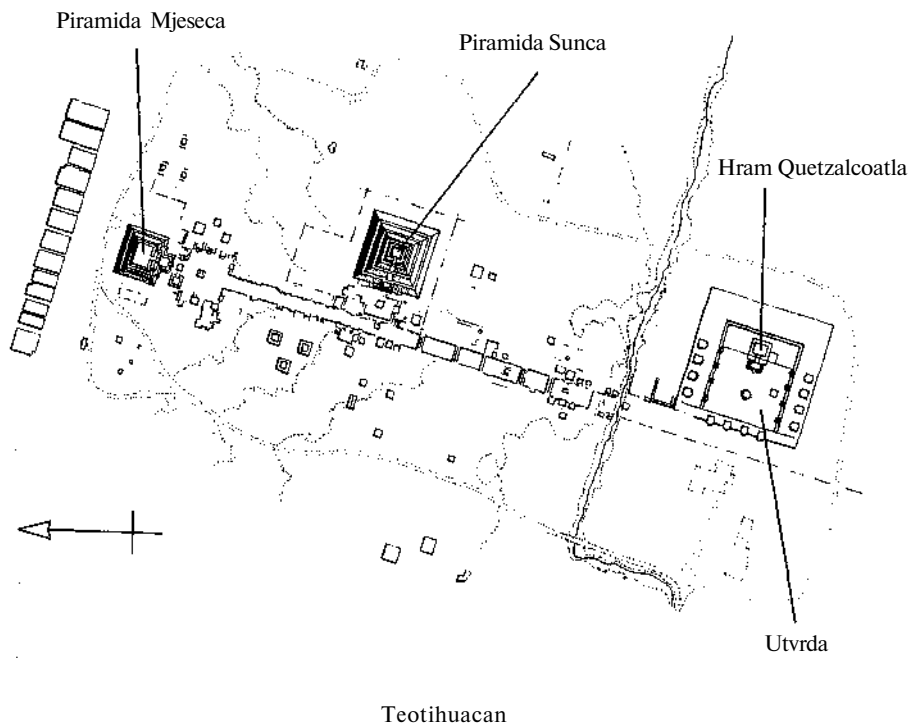 Piramida Mjeseca
Piramida Sunca
Hram Quetzalcoatla
Utvrda
Teotihuacan